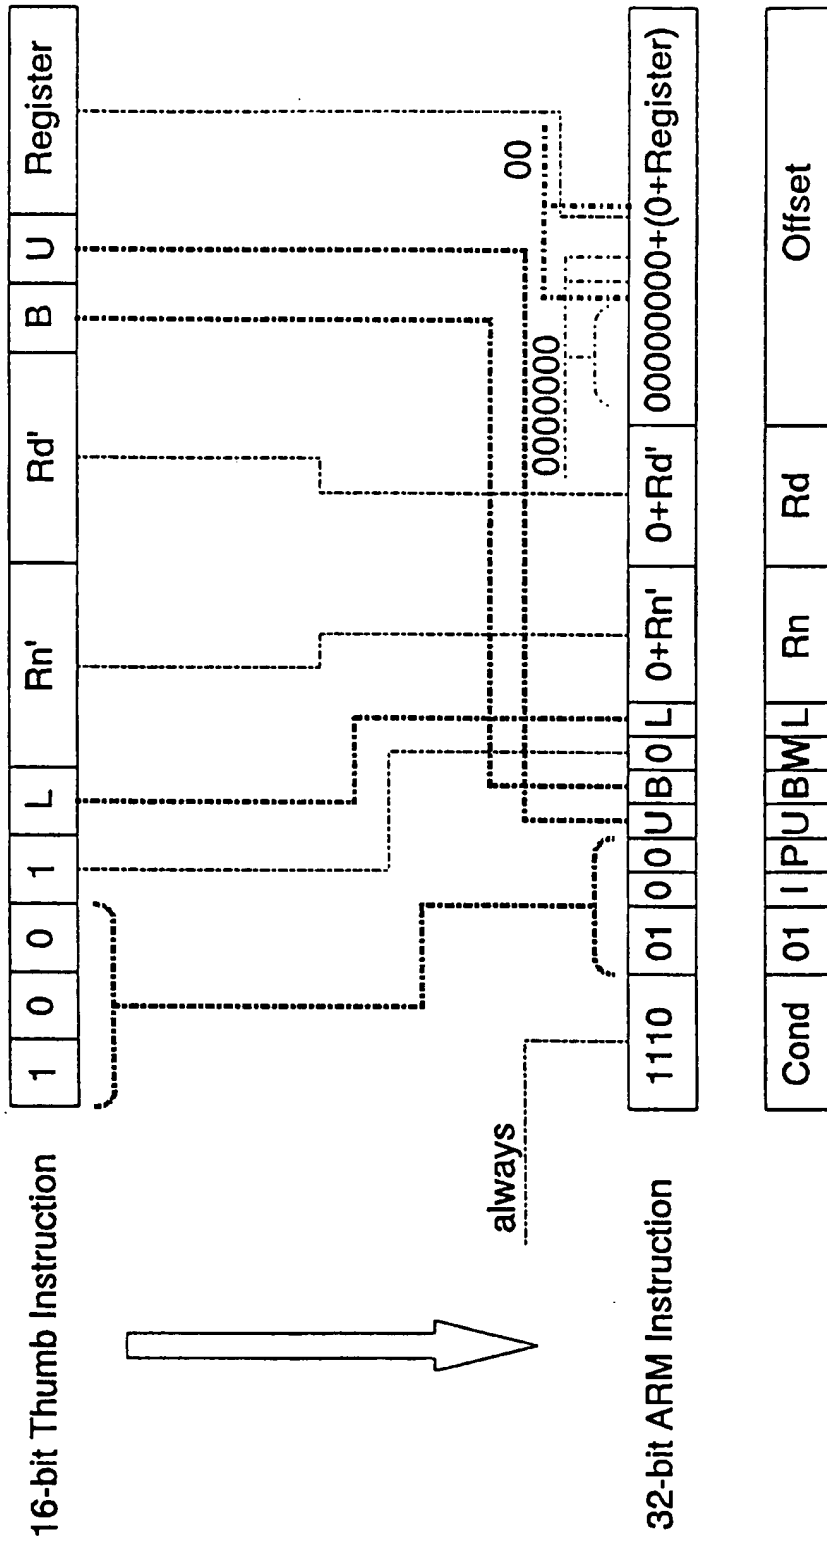 16-bit Thumb Instruction
1 0 0 1 L Rn' Rd' B U Register
always
0000000
00
32-bit ARM Instruction
1110 01 0 0 U B 0 L 0+Rn' 0+Rd' 00000000+(0+Register)
Cond 01 I P U B W L Rn Rd Offset